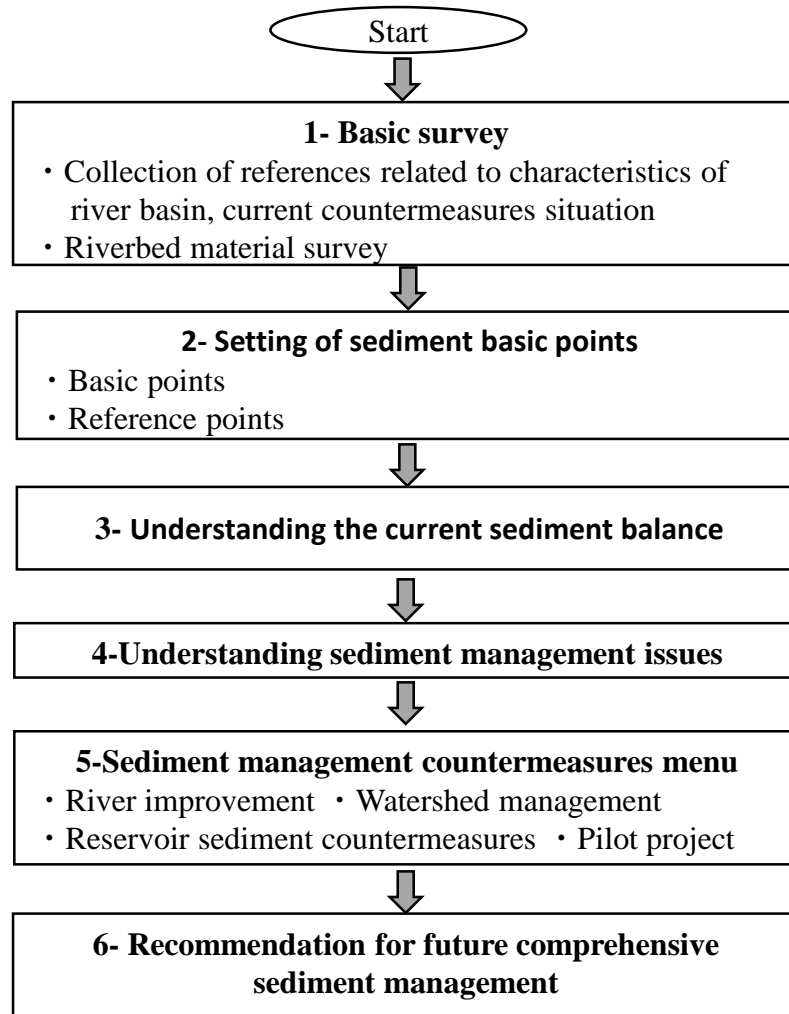 Start
1- Basic survey
・Collection of references related to characteristics of
river basin, current countermeasures situation
・Riverbed material survey
2- Setting of sediment basic points
・Basic points
・Reference points
3- Understanding the current sediment balance
4-Understanding sediment management issues
5-Sediment management countermeasures menu
・River improvement ・Watershed management
・Reservoir sediment countermeasures ・Pilot project
6- Recommendation for future comprehensive
sediment management